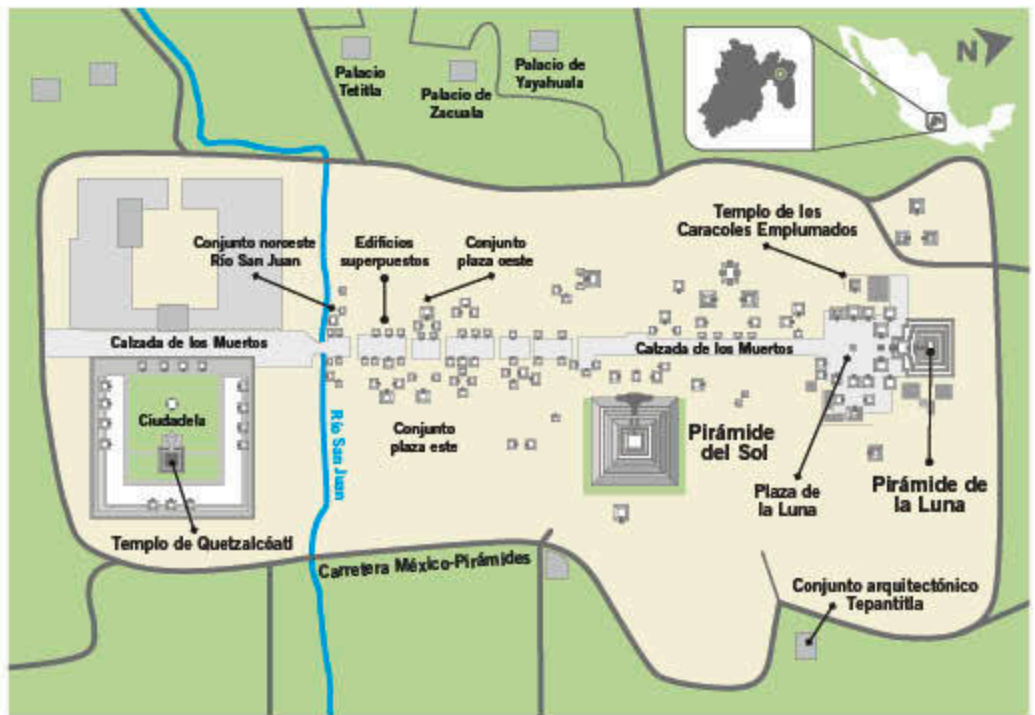 N
Palacio
Tetitla
Palacio de
Zacuala
Palacio de
Yayahuala
Templo de los
Caracoles Emplumados
Conjunto noroeste
Río San Juan
Edificios
superpuestos
Conjunto
plaza oeste
Calzada de los Muertos
Calzada de los Muertos
Ciudadela
Río San Juan
Conjunto
plaza este
Pirámide
del Sol
Plaza de
la Luna
Pirámide de
la Luna
Templo de Quetzalcóatl
Carretera México-Pirámides
Conjunto arquitectónico
Tepantitla